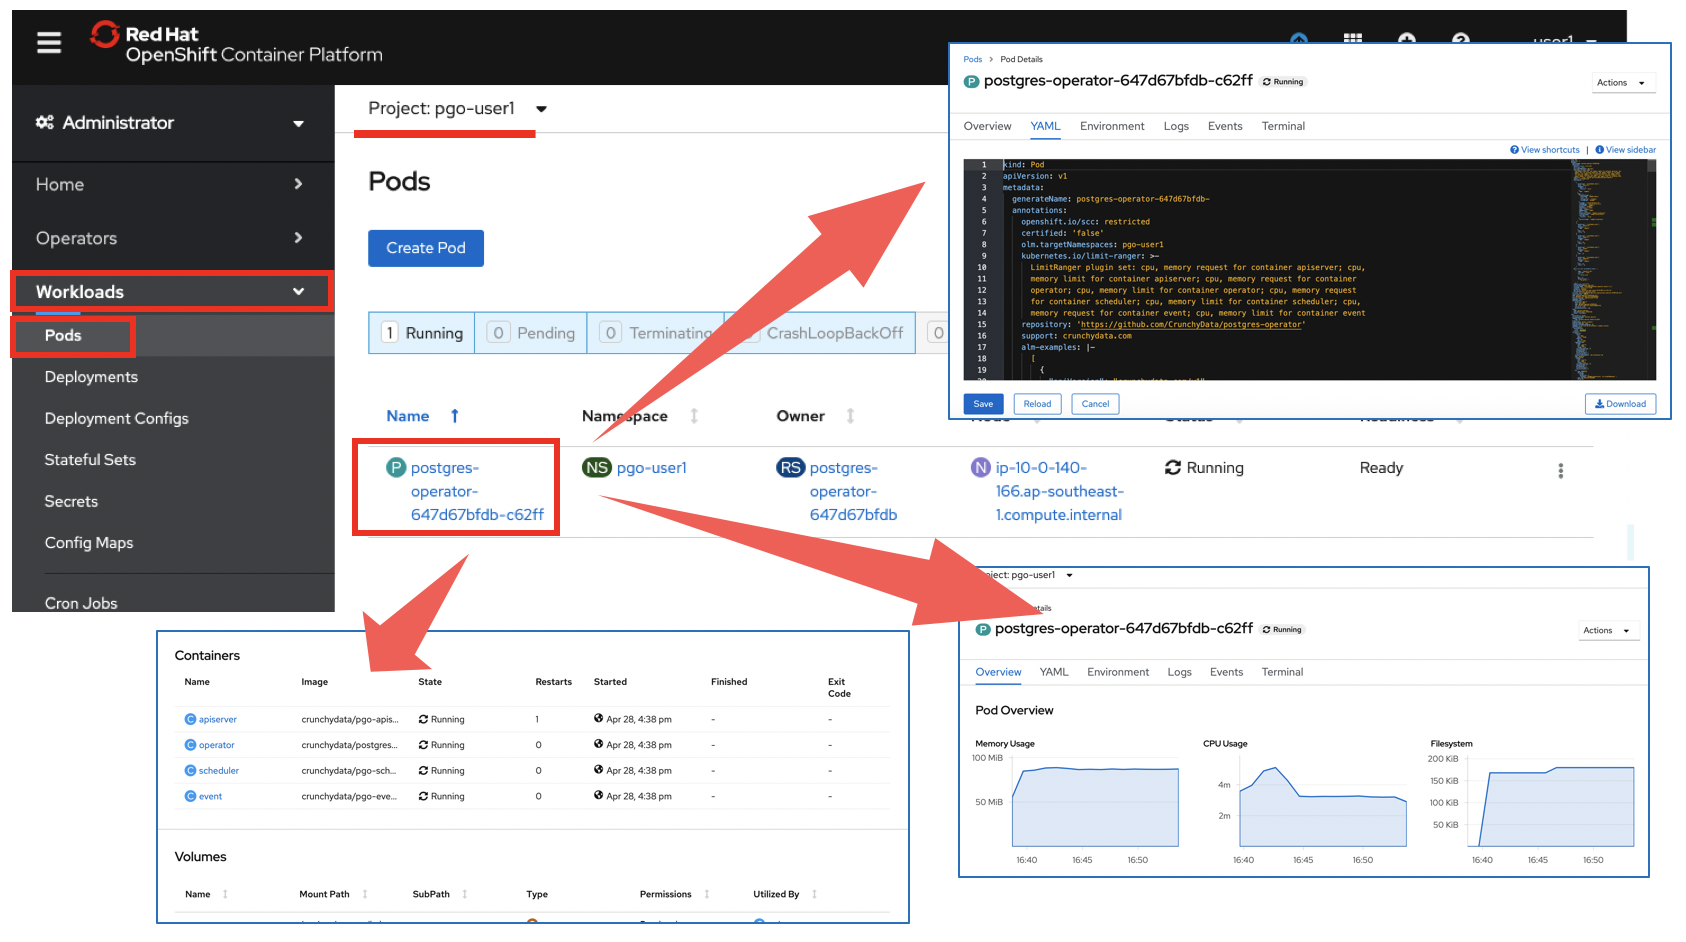 Red Hat
OpenShift Container Platform
user1
Administrator
Home
Operators
Workloads
Pods
Deployments
Deployment Configs
Stateful Sets
Secrets
Config Maps
Cron Jobs
Project: pgo-user1
Pods
Create Pod
1 Running 0 Pending 0 Terminating CrashLoopBackOff 0
Name Namespace Owner
P postgres-operator-647d67bfdb-c62ff
NS pgo-user1
RS postgres-operator-647d67bfdb
N ip-10-0-140-166.ap-southeast-1.compute.internal
Running
Ready
Pods > Pod Details
P postgres-operator-647d67bfdb-c62ff Running
Actions
Overview YAML Environment Logs Events Terminal
View shortcuts | View sidebar
1 kind: Pod
2 apiVersion: v1
3 metadata:
4 generateName: postgres-operator-647d67bfdb-
5 annotations:
6 openshift.io/scc: restricted
7 certified: 'false'
8 olm.targetNamespaces: pgo-user1
9 kubernetes.io/limit-ranger: >-
10 LimitRanger plugin set: cpu, memory request for container apiserver; cpu,
11 memory limit for container apiserver; cpu, memory request for container
12 operator; cpu, memory limit for container operator; cpu, memory request
13 for container scheduler; cpu, memory limit for container scheduler; cpu,
14 memory request for container event; cpu, memory limit for container event
15 repository: 'https://github.com/CrunchyData/postgres-operator'
16 support: crunchydata.com
17 alm-examples: |-
18 [
19 {
Save Reload Cancel Download
Project: pgo-user1
P postgres-operator-647d67bfdb-c62ff Running
Actions
Overview YAML Environment Logs Events Terminal
Pod Overview
Memory Usage
100 MiB
50 MiB
16:40 16:45 16:50
CPU Usage
4m
2m
16:40 16:45 16:50
Filesystem
200 KiB
150 KiB
100 KiB
50 KiB
16:40 16:45 16:50
Containers
Name Image State Restarts Started Finished Exit Code
C apiserver crunchydata/pgo-apis... Running 1 Apr 28, 4:38 pm - -
C operator crunchydata/postgres... Running 0 Apr 28, 4:38 pm - -
C scheduler crunchydata/pgo-sch... Running 0 Apr 28, 4:38 pm - -
C event crunchydata/pgo-eve... Running 0 Apr 28, 4:38 pm - -
Volumes
Name Mount Path SubPath Type Permissions Utilized By